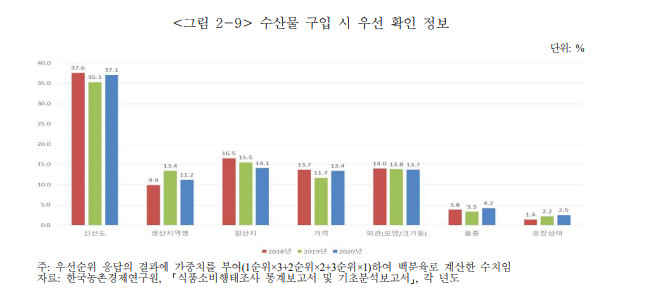 <그림 2-9> 수산물 구입 시 우선 확인 정보
단위: %
40.0
35.0
30.0
25.0
20.0
15.0
10.0
5.0
0.0
37.6 35.3 37.1
9.9 13.4 11.2
16.5 15.5 14.1
13.7 11.7 13.4
14.0 13.8 13.7
3.8 3.3 4.2
1.4 2.2 2.5
신선도 생산지역명 원산지 가격 외관(모양/크기등) 품종 포장상태
2018년 2019년 2020년
주: 우선순위 응답의 결과에 가중치를 부여(1순위×3+2순위×2+3순위×1)하여 백분율로 계산한 수치임
자료: 한국농촌경제연구원, 「식품소비행태조사 통계보고서 및 기초분석보고서」, 각 년도